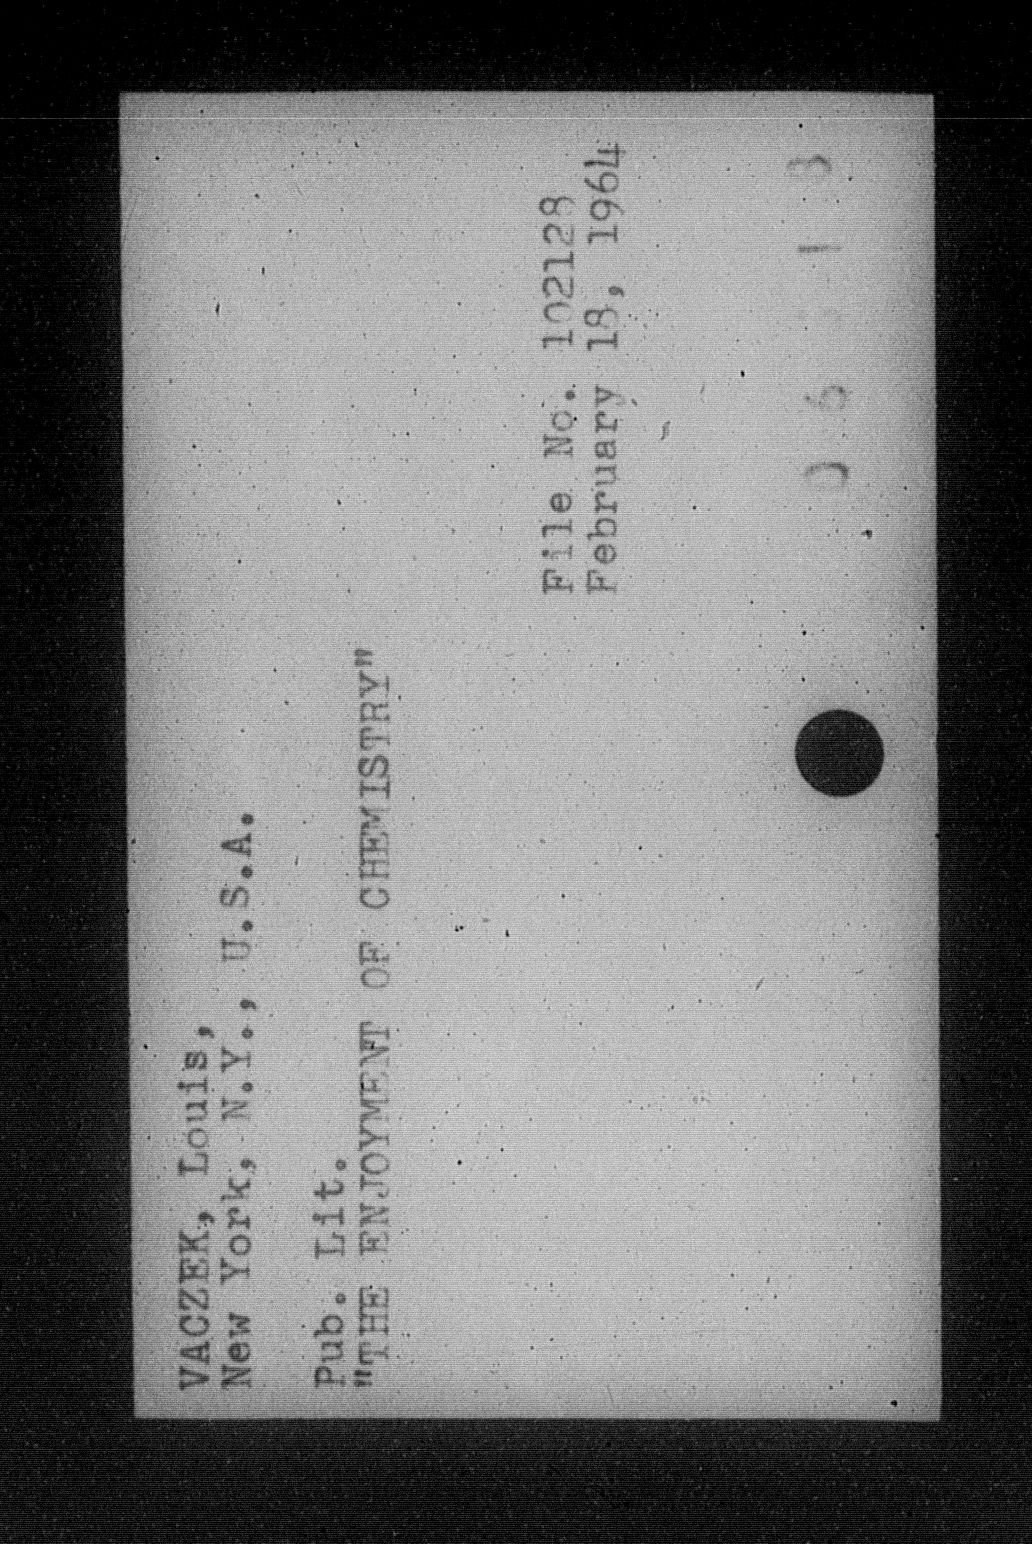 VACZEK, Louis,
New York, N.Y., U.S.A.
Pub. Lit.
"THE ENJOYMENT OF CHEMISTRY"
File No. 102128
February 18, 1964